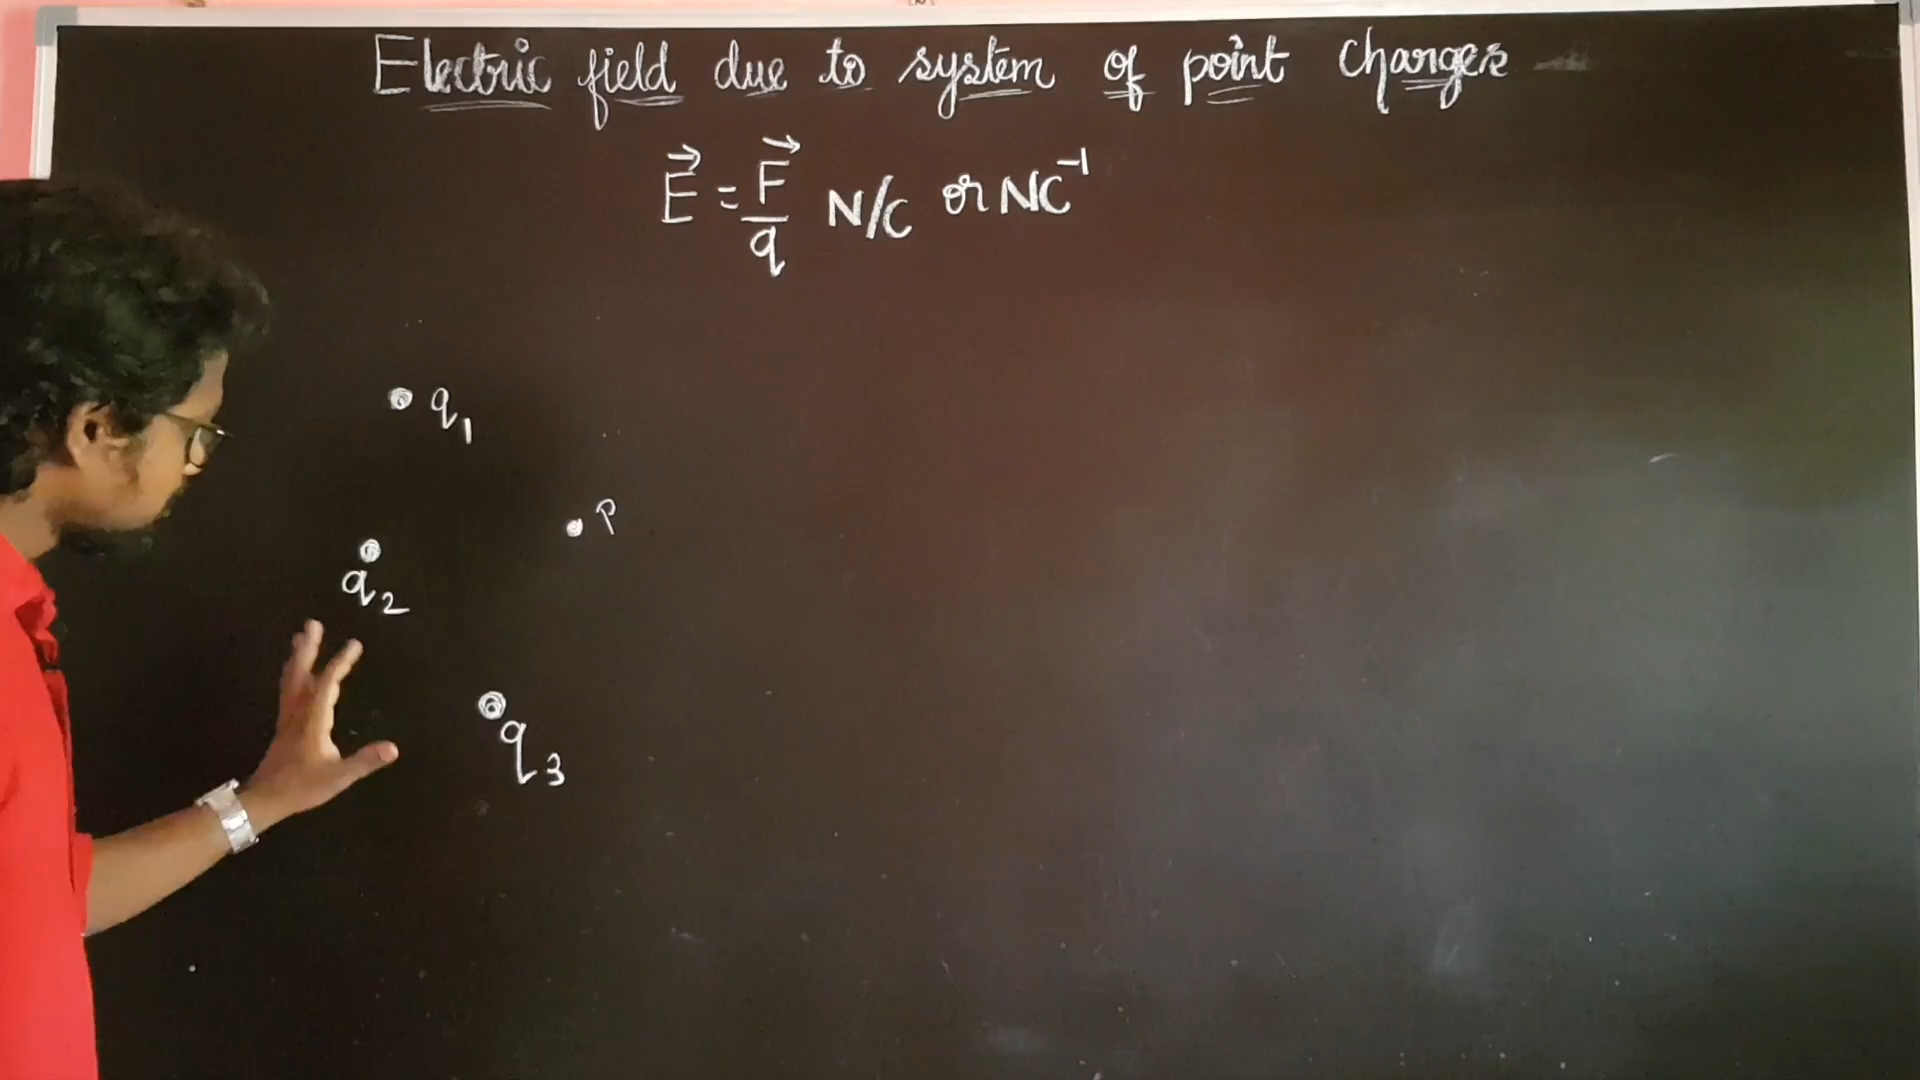 Electric field due to system of point charges
E⃗ = F⃗/q N/C or NC⁻¹
q₁
P
q₂
q₃